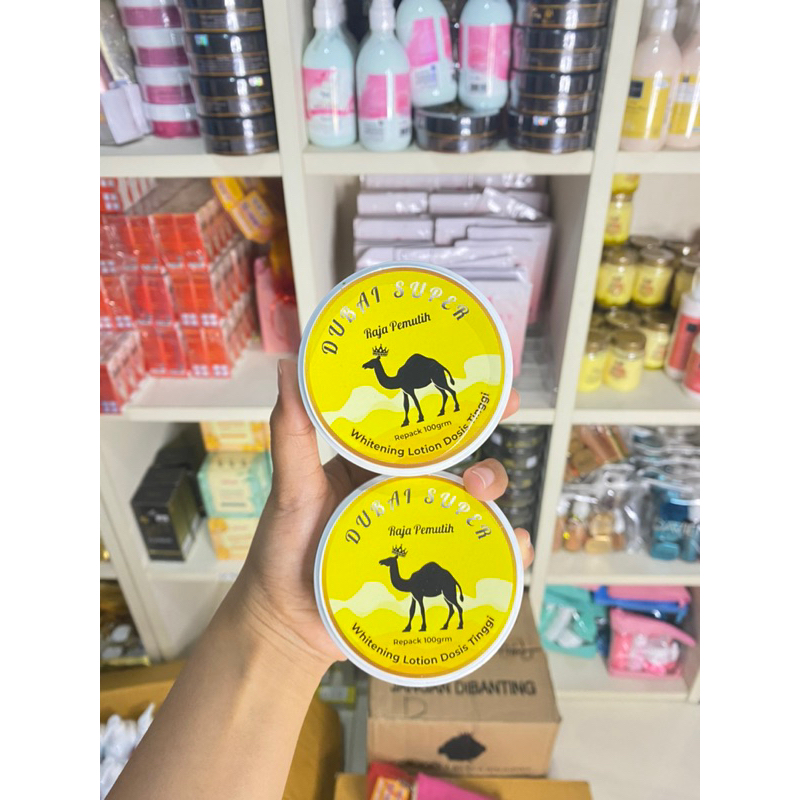 DUBAI SUPER
Raja Pemutih
Repack 100grm
Whitening Lotion Dosis Tinggi
DUBAI SUPER
Raja Pemutih
Repack 100grm
Whitening Lotion Dosis Tinggi
JANGAN DIBANTING